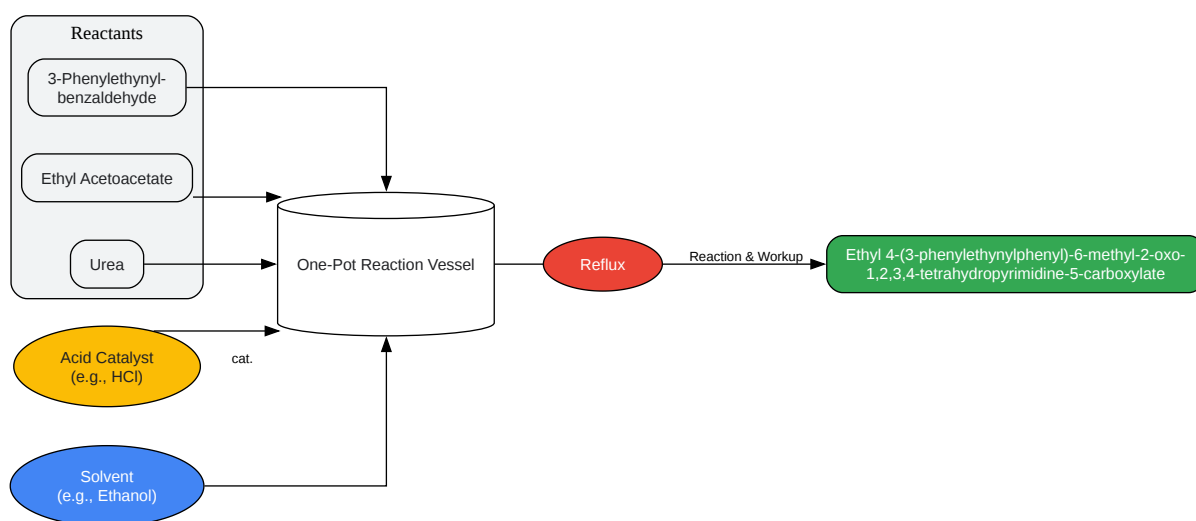 Reactants
3-Phenylethynyl-
benzaldehyde
Ethyl Acetoacetate
Urea
Acid Catalyst
(e.g., HCl)
cat.
Solvent
(e.g., Ethanol)
One-Pot Reaction Vessel
Reflux
Reaction & Workup
Ethyl 4-(3-phenylethynylphenyl)-6-methyl-2-oxo-
1,2,3,4-tetrahydropyrimidine-5-carboxylate